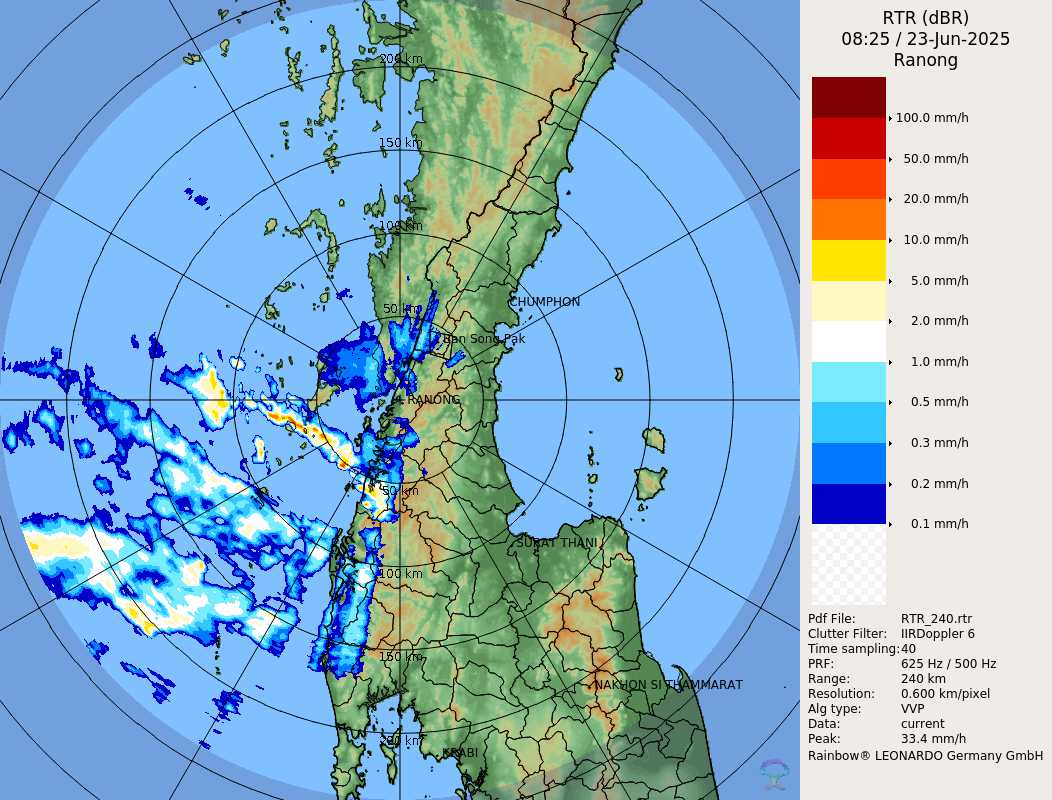 RTR (dBR)
08:25 / 23-Jun-2025
Ranong
100.0 mm/h
50.0 mm/h
20.0 mm/h
10.0 mm/h
5.0 mm/h
2.0 mm/h
1.0 mm/h
0.5 mm/h
0.3 mm/h
0.2 mm/h
0.1 mm/h
Pdf File: RTR_240.rtr
Clutter Filter: IIRDoppler 6
Time sampling:40
PRF: 625 Hz / 500 Hz
Range: 240 km
Resolution: 0.600 km/pixel
Alg type: VVP
Data: current
Peak: 33.4 mm/h
Rainbow® LEONARDO Germany GmbH
200 km
150 km
100 km
CHUMPHON
50 km
Ban Song Pak
RANONG
50 km
SURAT THANI
100 km
150 km
NAKHON SI THAMMARAT
200 km
KRABI